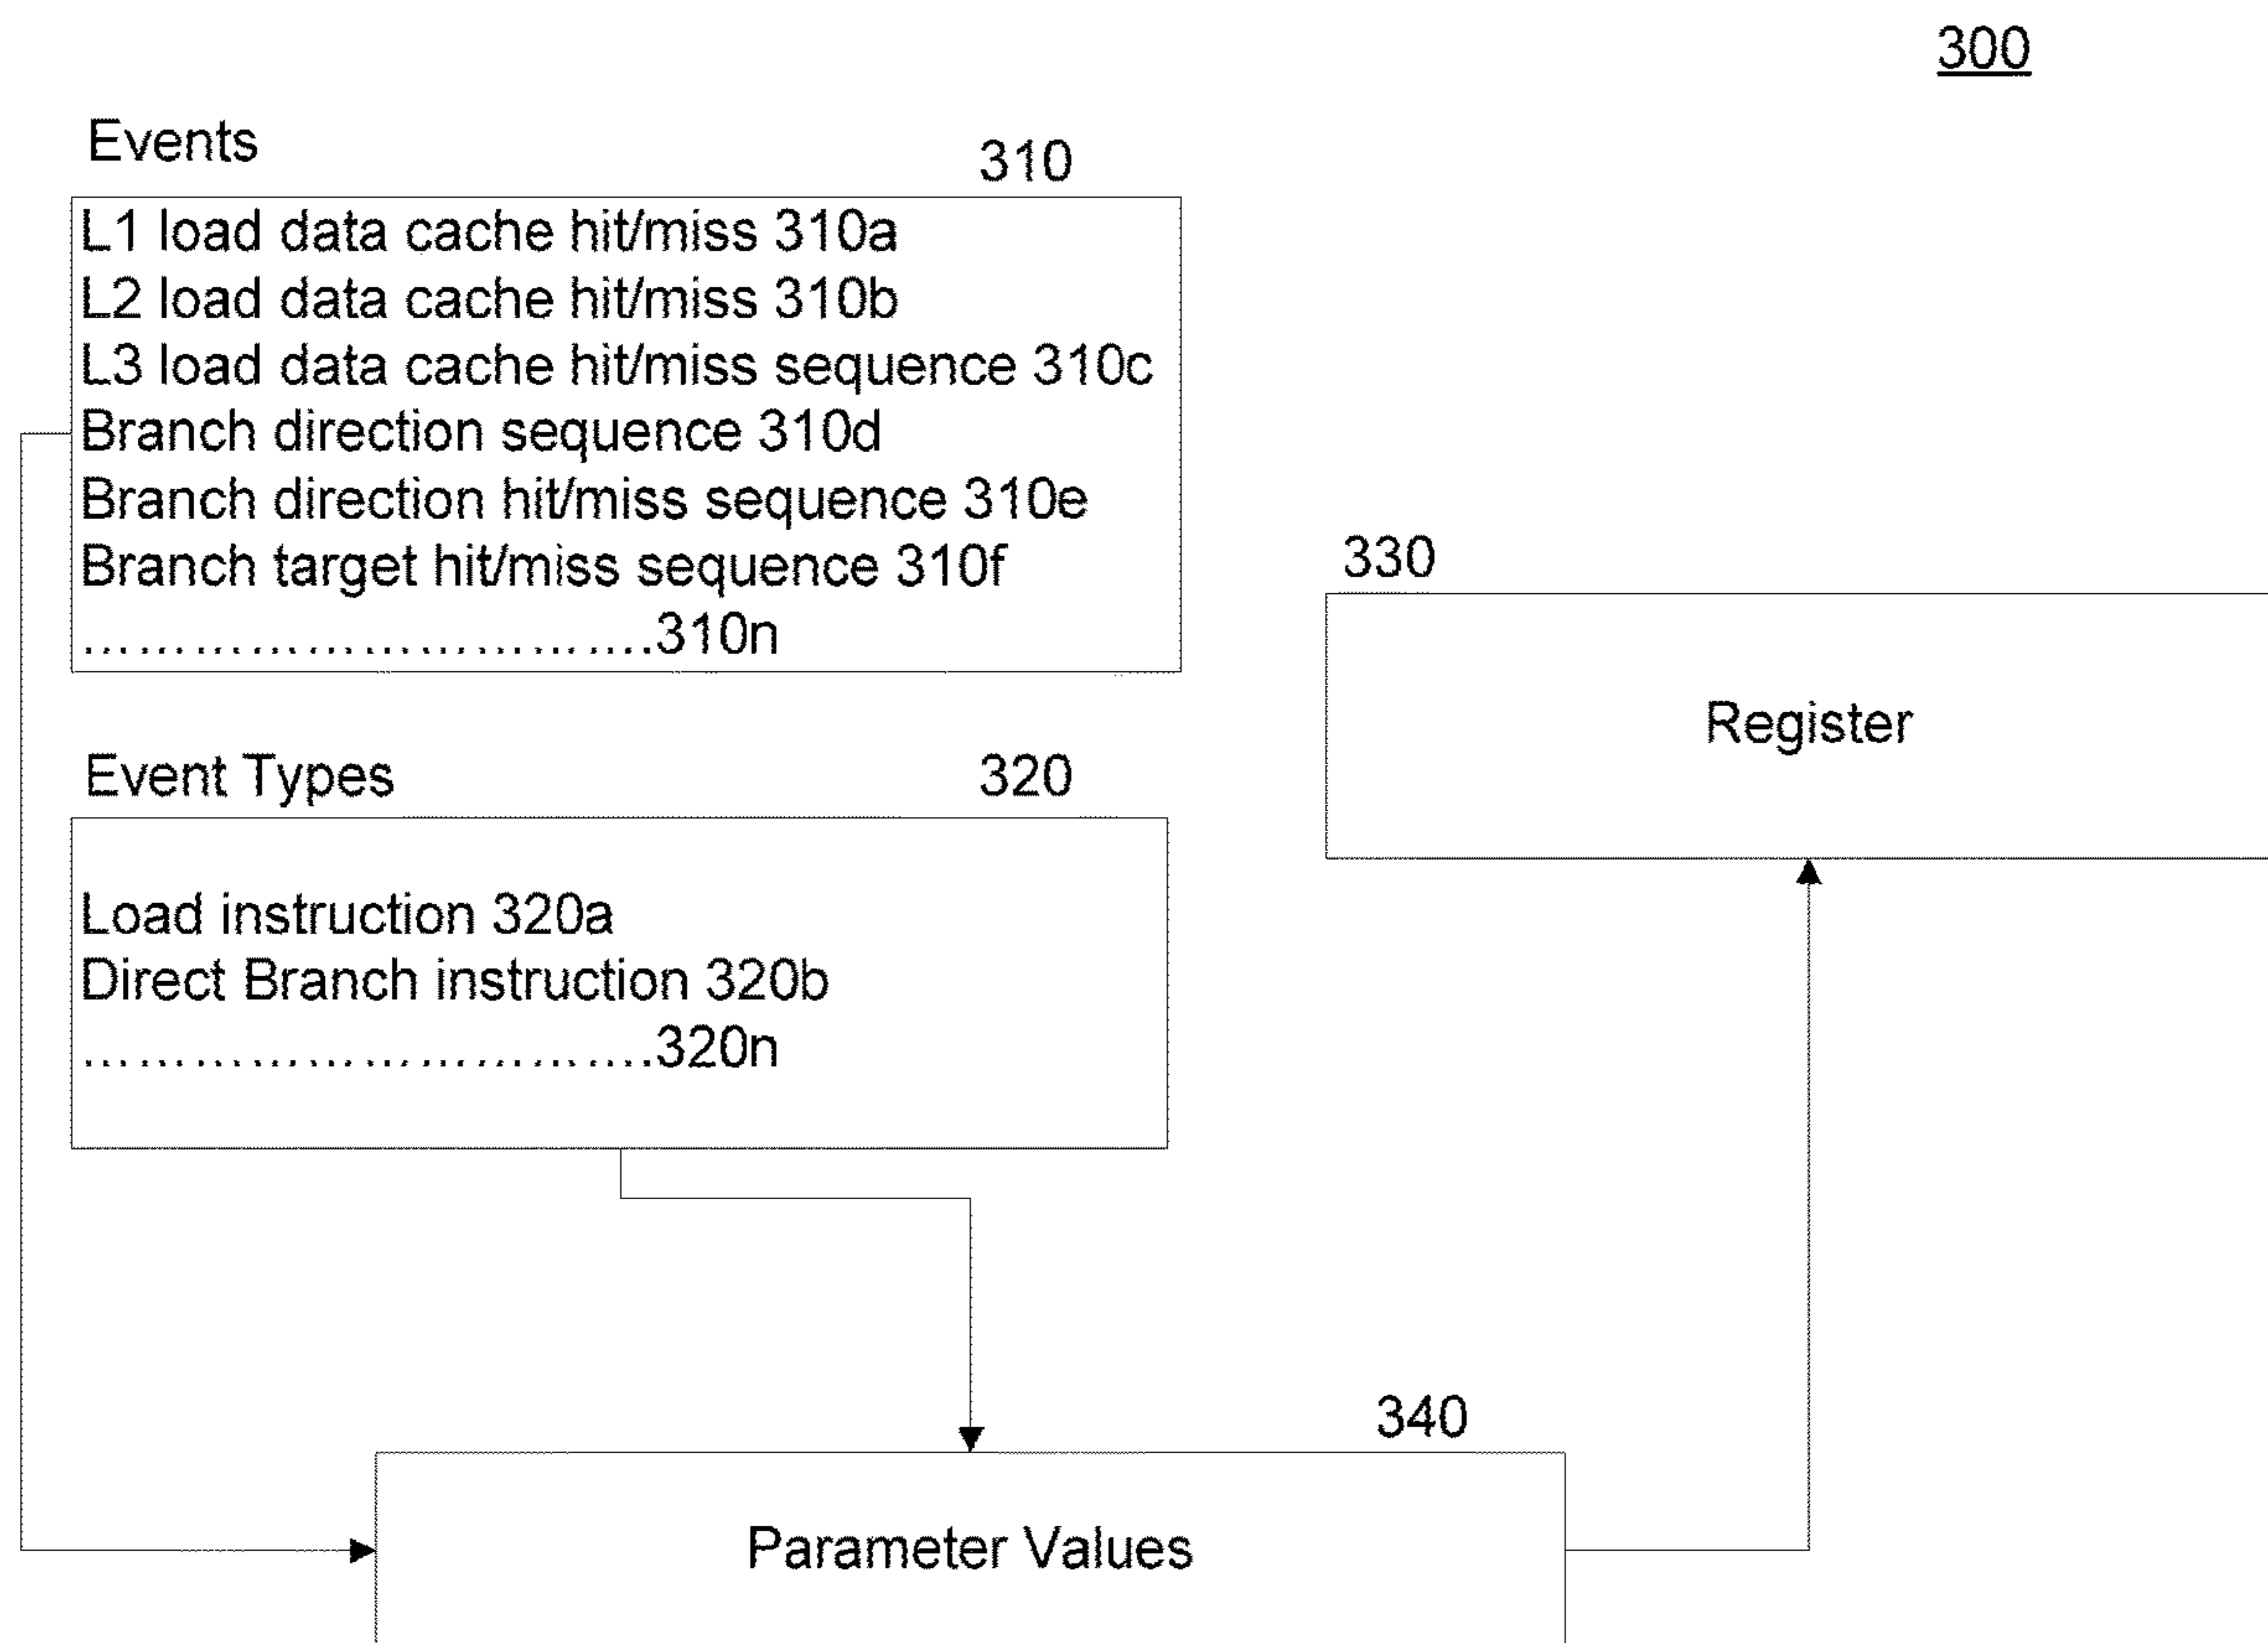 300
Events
310
L1 load data cache hit/miss 310a
L2 load data cache hit/miss 310b
L3 load data cache hit/miss sequence 310c
Branch direction sequence 310d
Branch direction hit/miss sequence 310e
Branch target hit/miss sequence 310f
...............................310n
330
Register
Event Types
320
Load instruction 320a
Direct Branch instruction 320b
...............................320n
340
Parameter Values